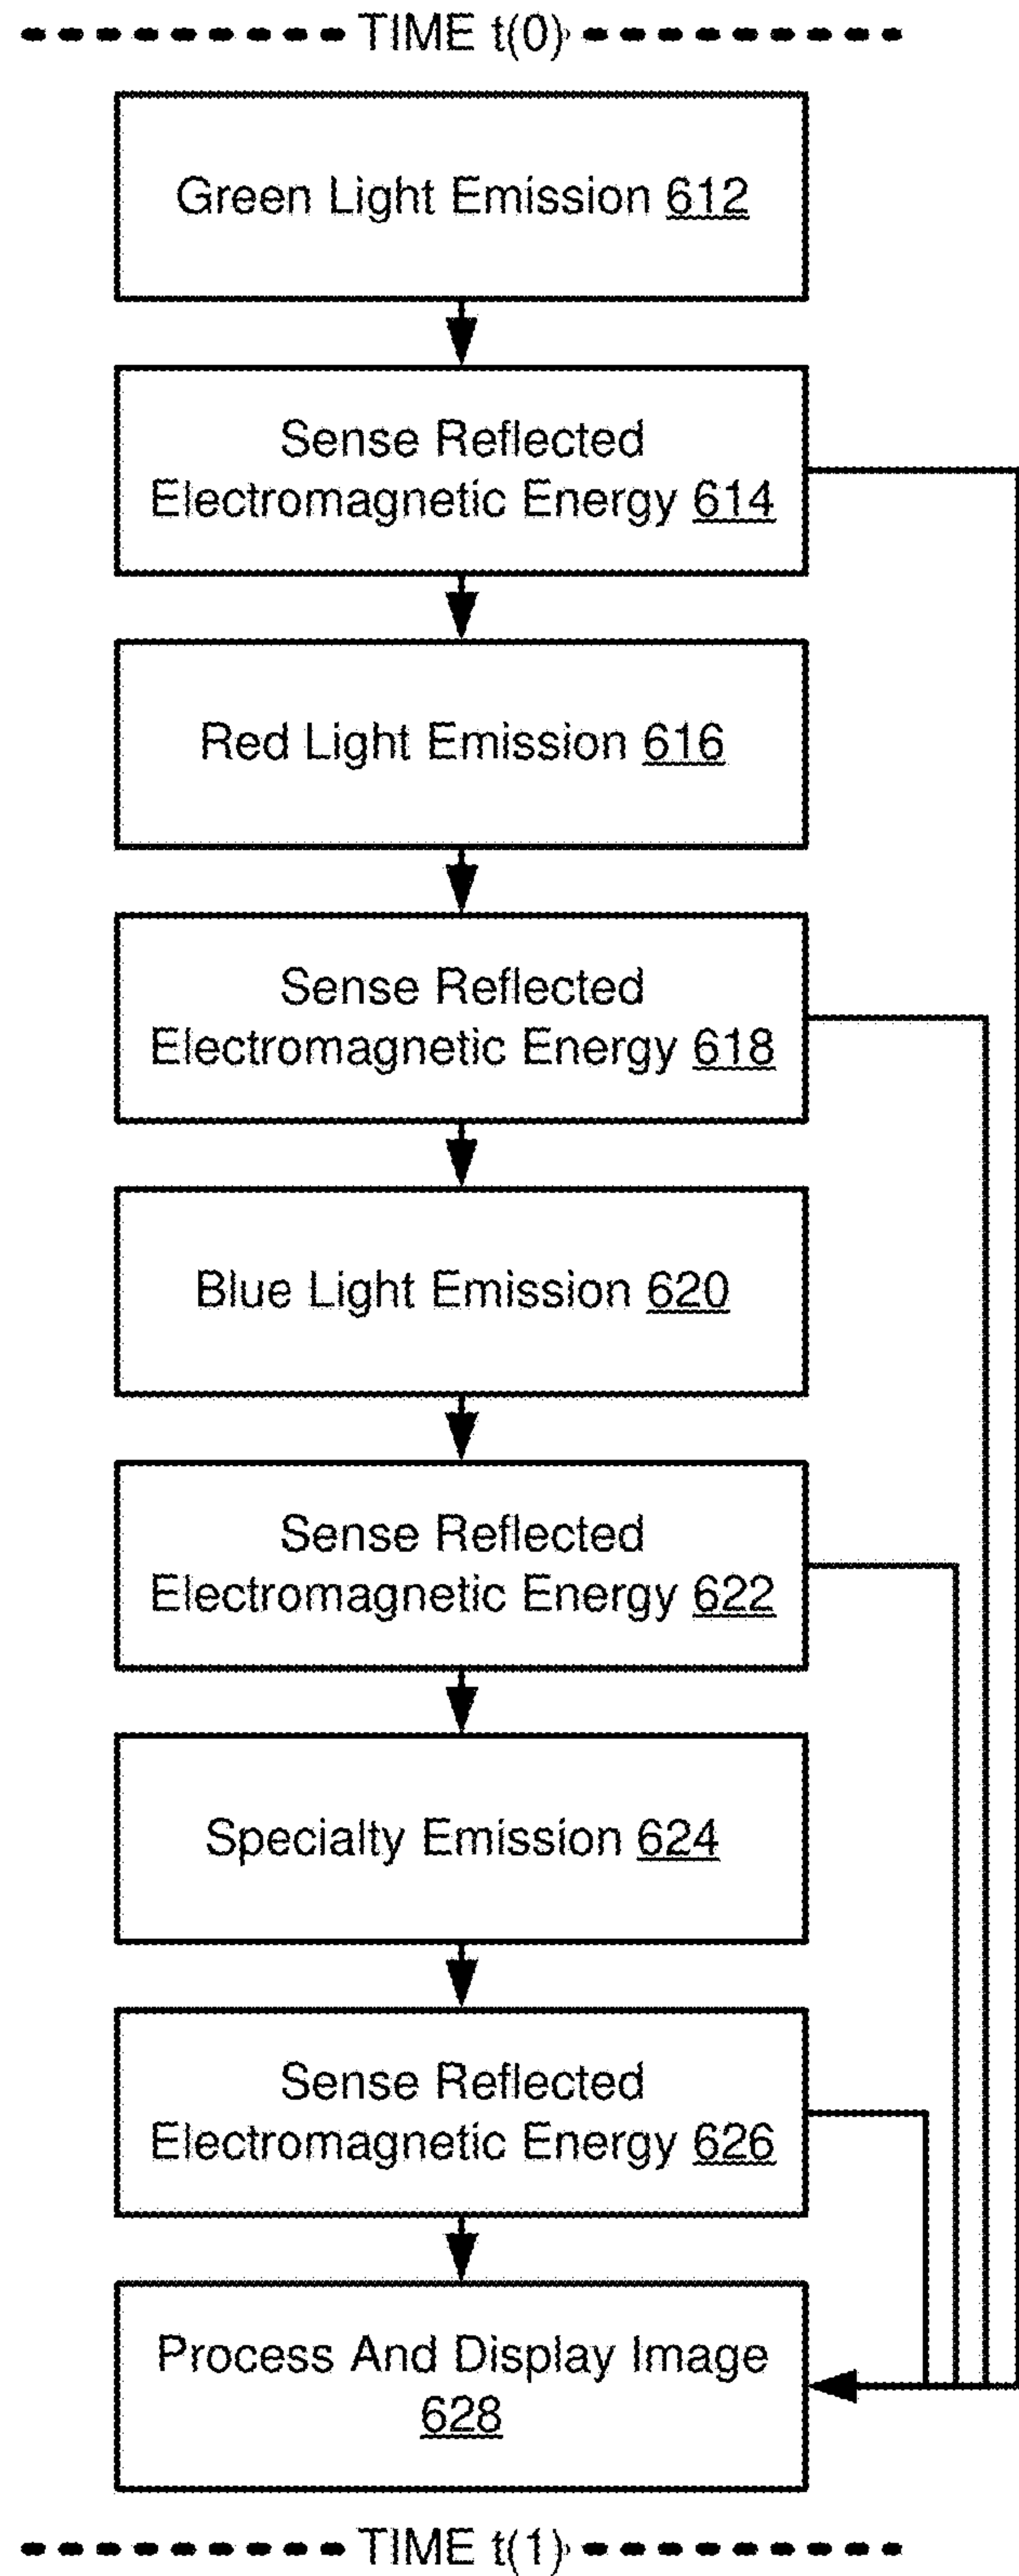 TIME t(0)
Green Light Emission 612
Sense Reflected
Electromagnetic Energy 614
Red Light Emission 616
Sense Reflected
Electromagnetic Energy 618
Blue Light Emission 620
Sense Reflected
Electromagnetic Energy 622
Specialty Emission 624
Sense Reflected
Electromagnetic Energy 626
Process And Display Image
628
TIME t(1)